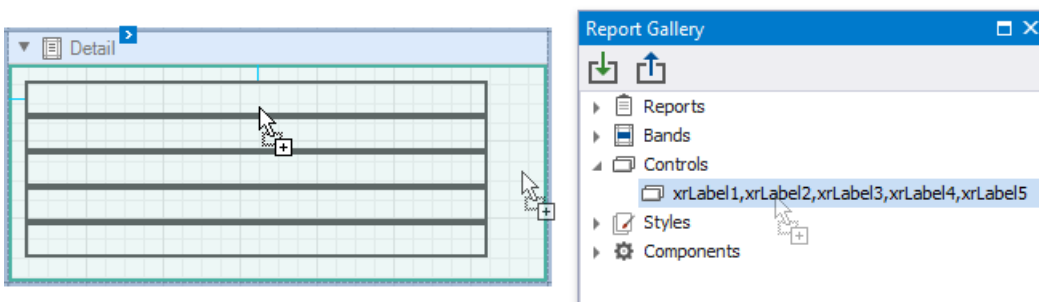 Detail
Report Gallery
Reports
Bands
Controls
xrLabel1,xrLabel2,xrLabel3,xrLabel4,xrLabel5
Styles
Components